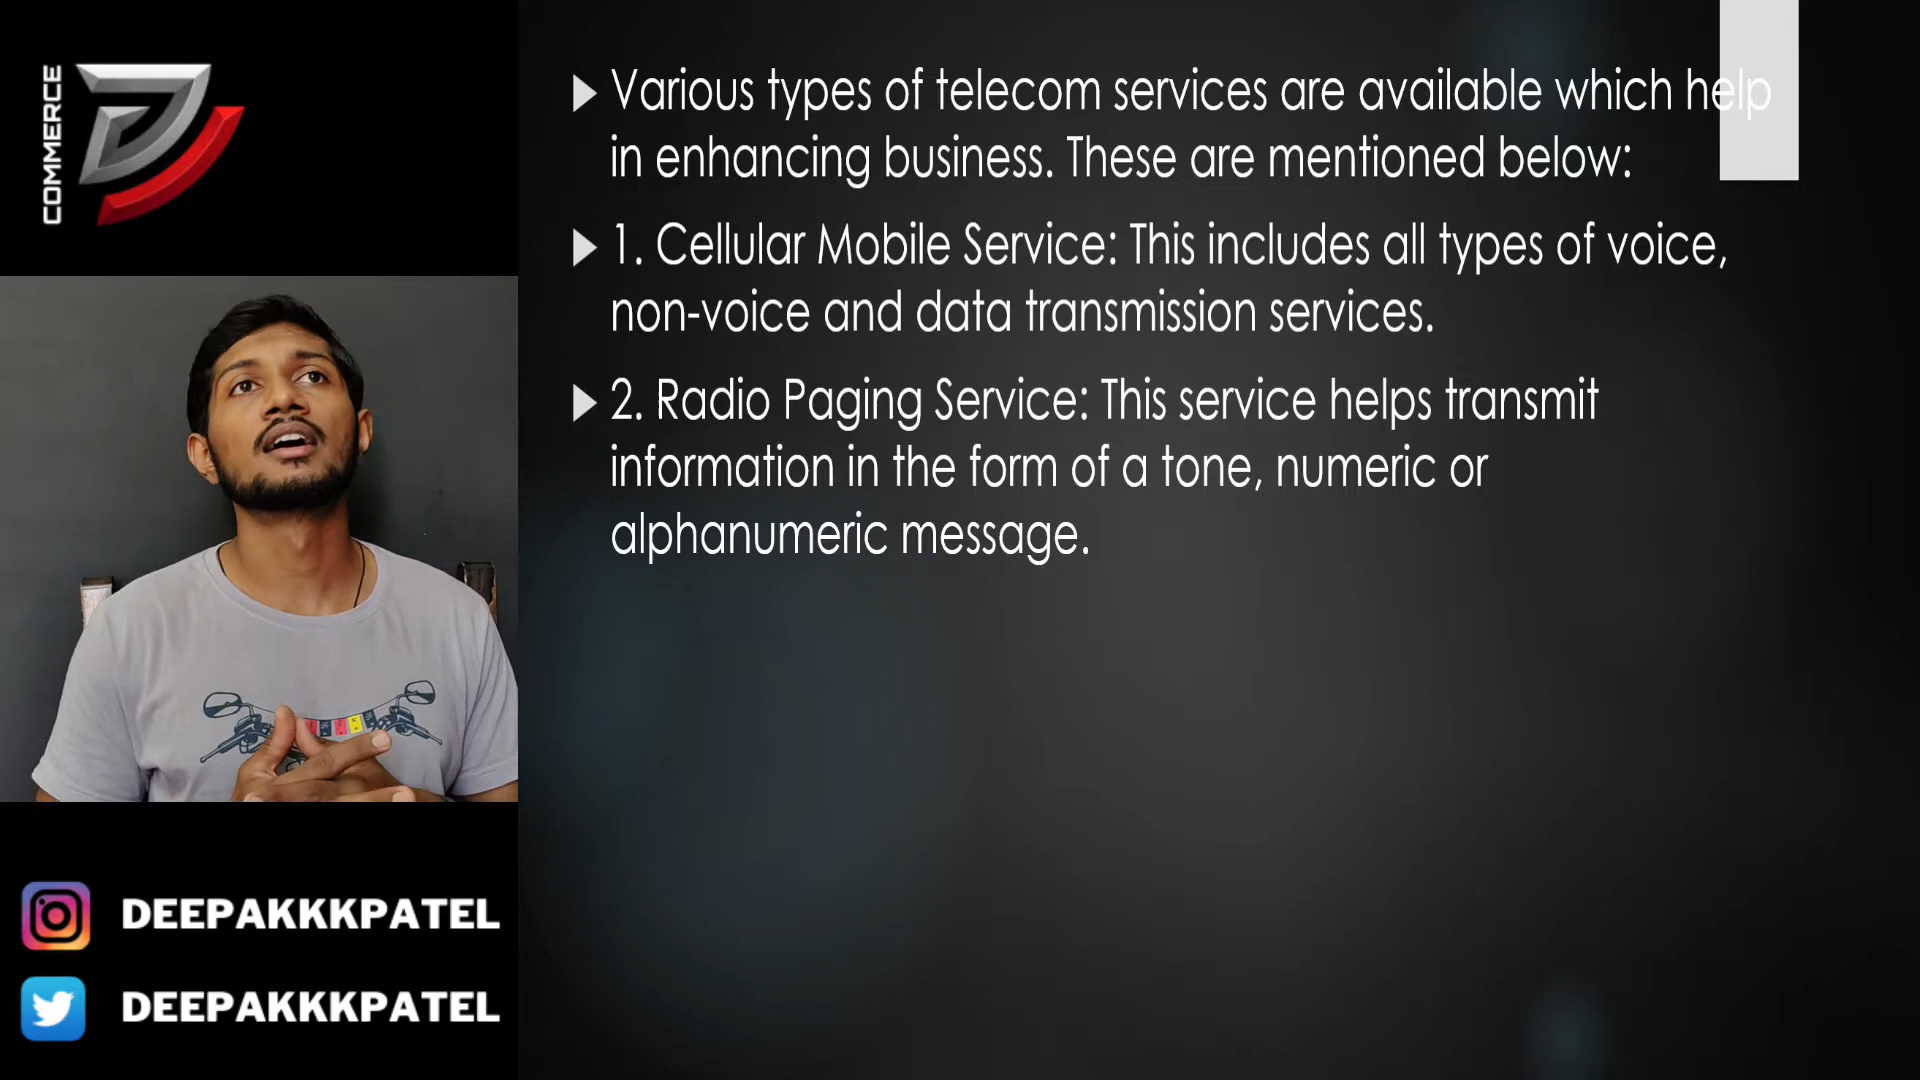 COMMERCE
Various types of telecom services are available which help
in enhancing business. These are mentioned below:
1. Cellular Mobile Service: This includes all types of voice,
non-voice and data transmission services.
2. Radio Paging Service: This service helps transmit
information in the form of a tone, numeric or
alphanumeric message.
DEEPAKKKPATEL
DEEPAKKKPATEL